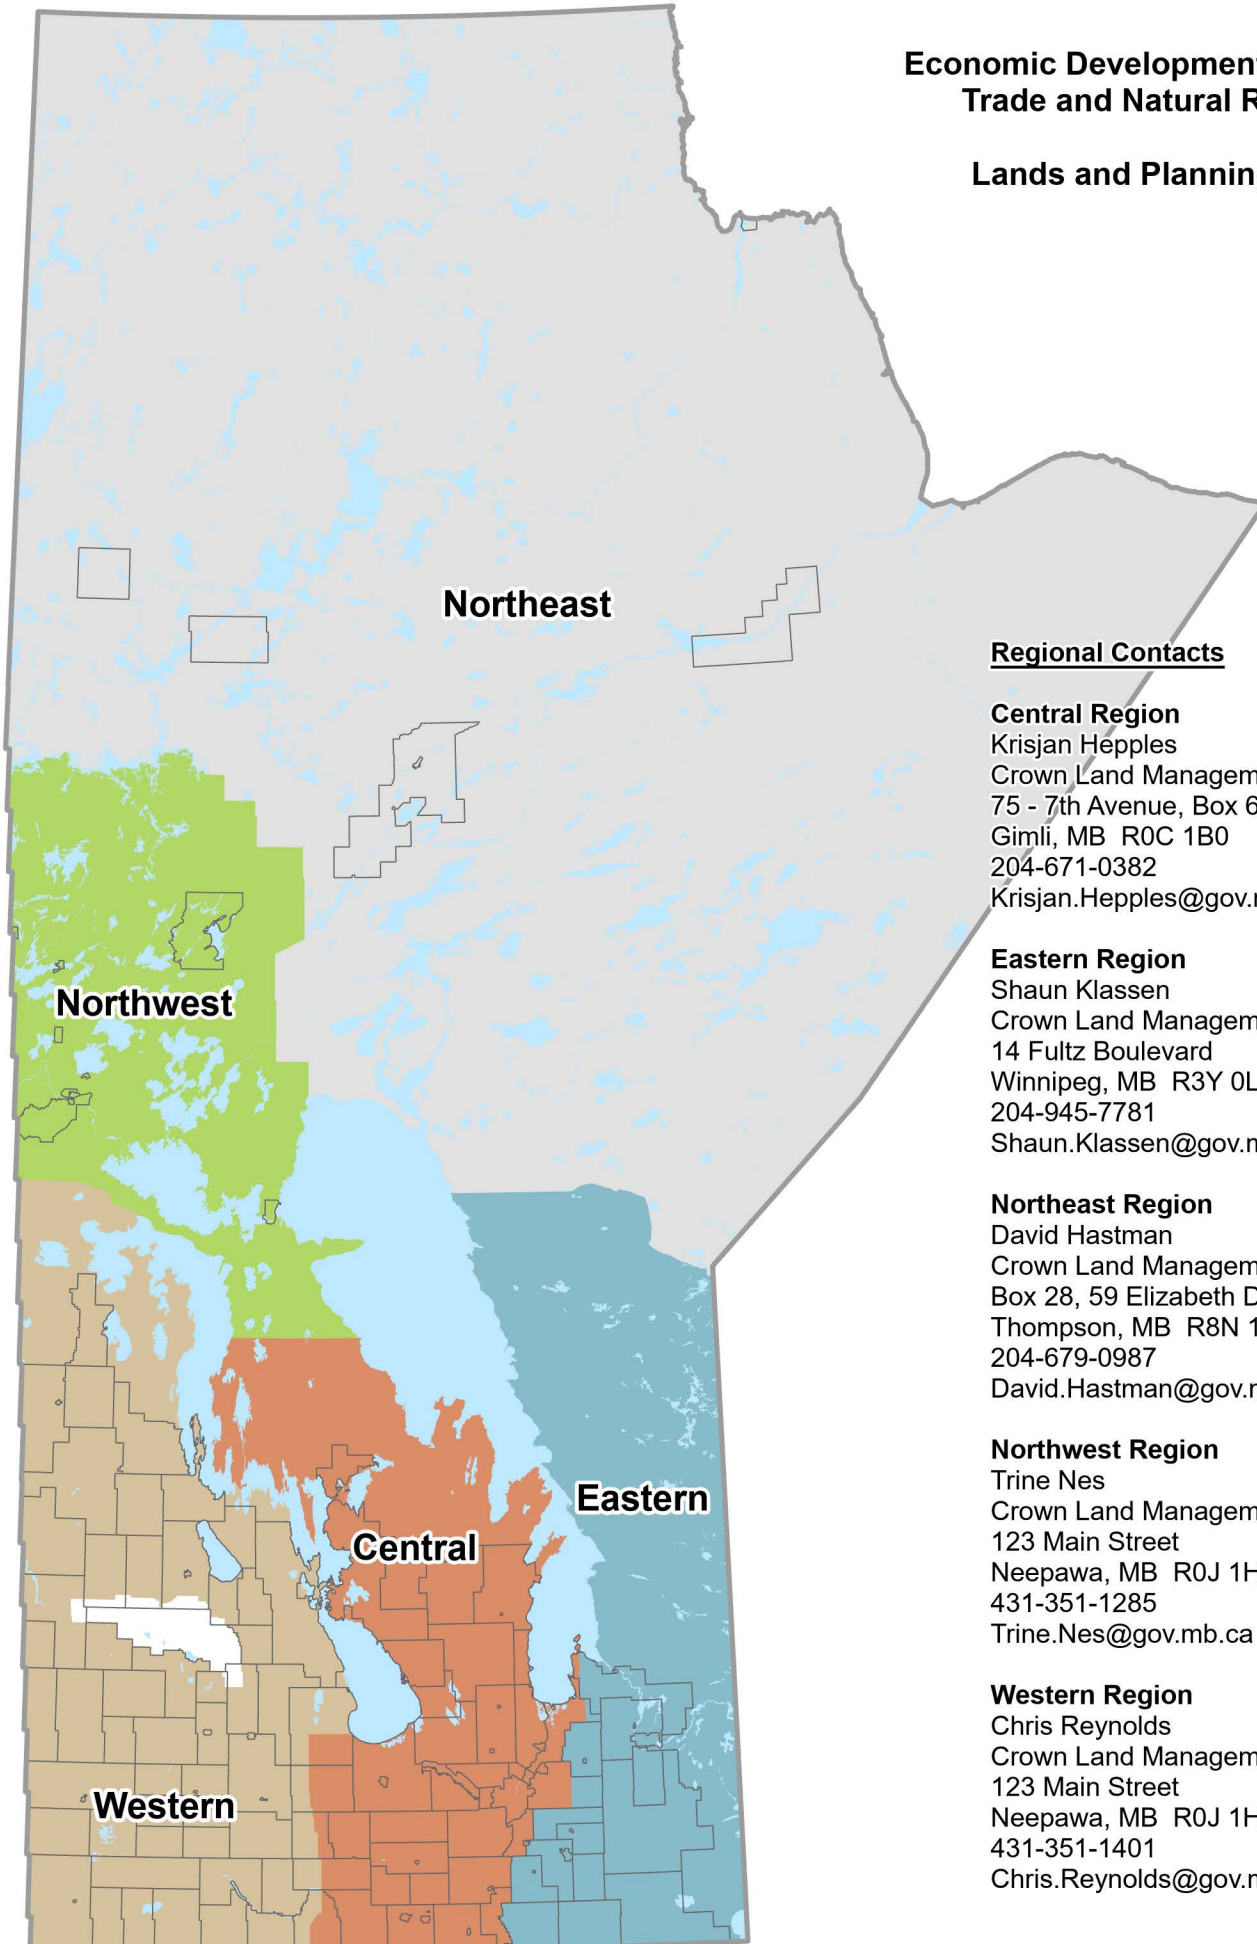 Economic Development
Trade and Natural R
Lands and Plannin
Northeast
Northwest
Eastern
Central
Western
Regional Contacts
Central Region
Krisjan Hepples
Crown Land Managem
75 - 7th Avenue, Box 6
Gimli, MB R0C 1B0
204-671-0382
Krisjan.Hepples@gov.
Eastern Region
Shaun Klassen
Crown Land Managem
14 Fultz Boulevard
Winnipeg, MB R3Y 0L
204-945-7781
Shaun.Klassen@gov.m
Northeast Region
David Hastman
Crown Land Managem
Box 28, 59 Elizabeth D
Thompson, MB R8N 1
204-679-0987
David.Hastman@gov.
Northwest Region
Trine Nes
Crown Land Managem
123 Main Street
Neepawa, MB R0J 1H
431-351-1285
Trine.Nes@gov.mb.ca
Western Region
Chris Reynolds
Crown Land Managem
123 Main Street
Neepawa, MB R0J 1H
431-351-1401
Chris.Reynolds@gov.